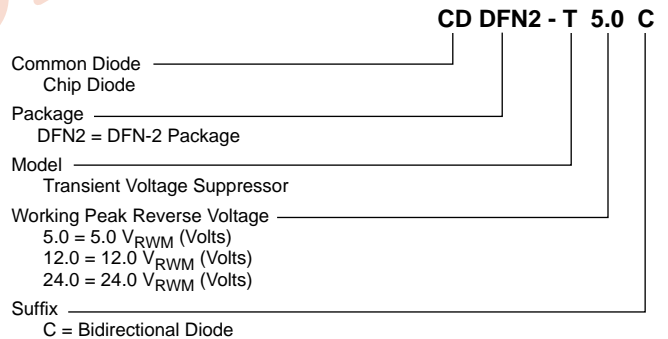 CD DFN2 - T 5.0 C
Common Diode
Chip Diode
Package
DFN2 = DFN-2 Package
Model
Transient Voltage Suppressor
Working Peak Reverse Voltage
5.0 = 5.0 VRWM (Volts)
12.0 = 12.0 VRWM (Volts)
24.0 = 24.0 VRWM (Volts)
Suffix
C = Bidirectional Diode